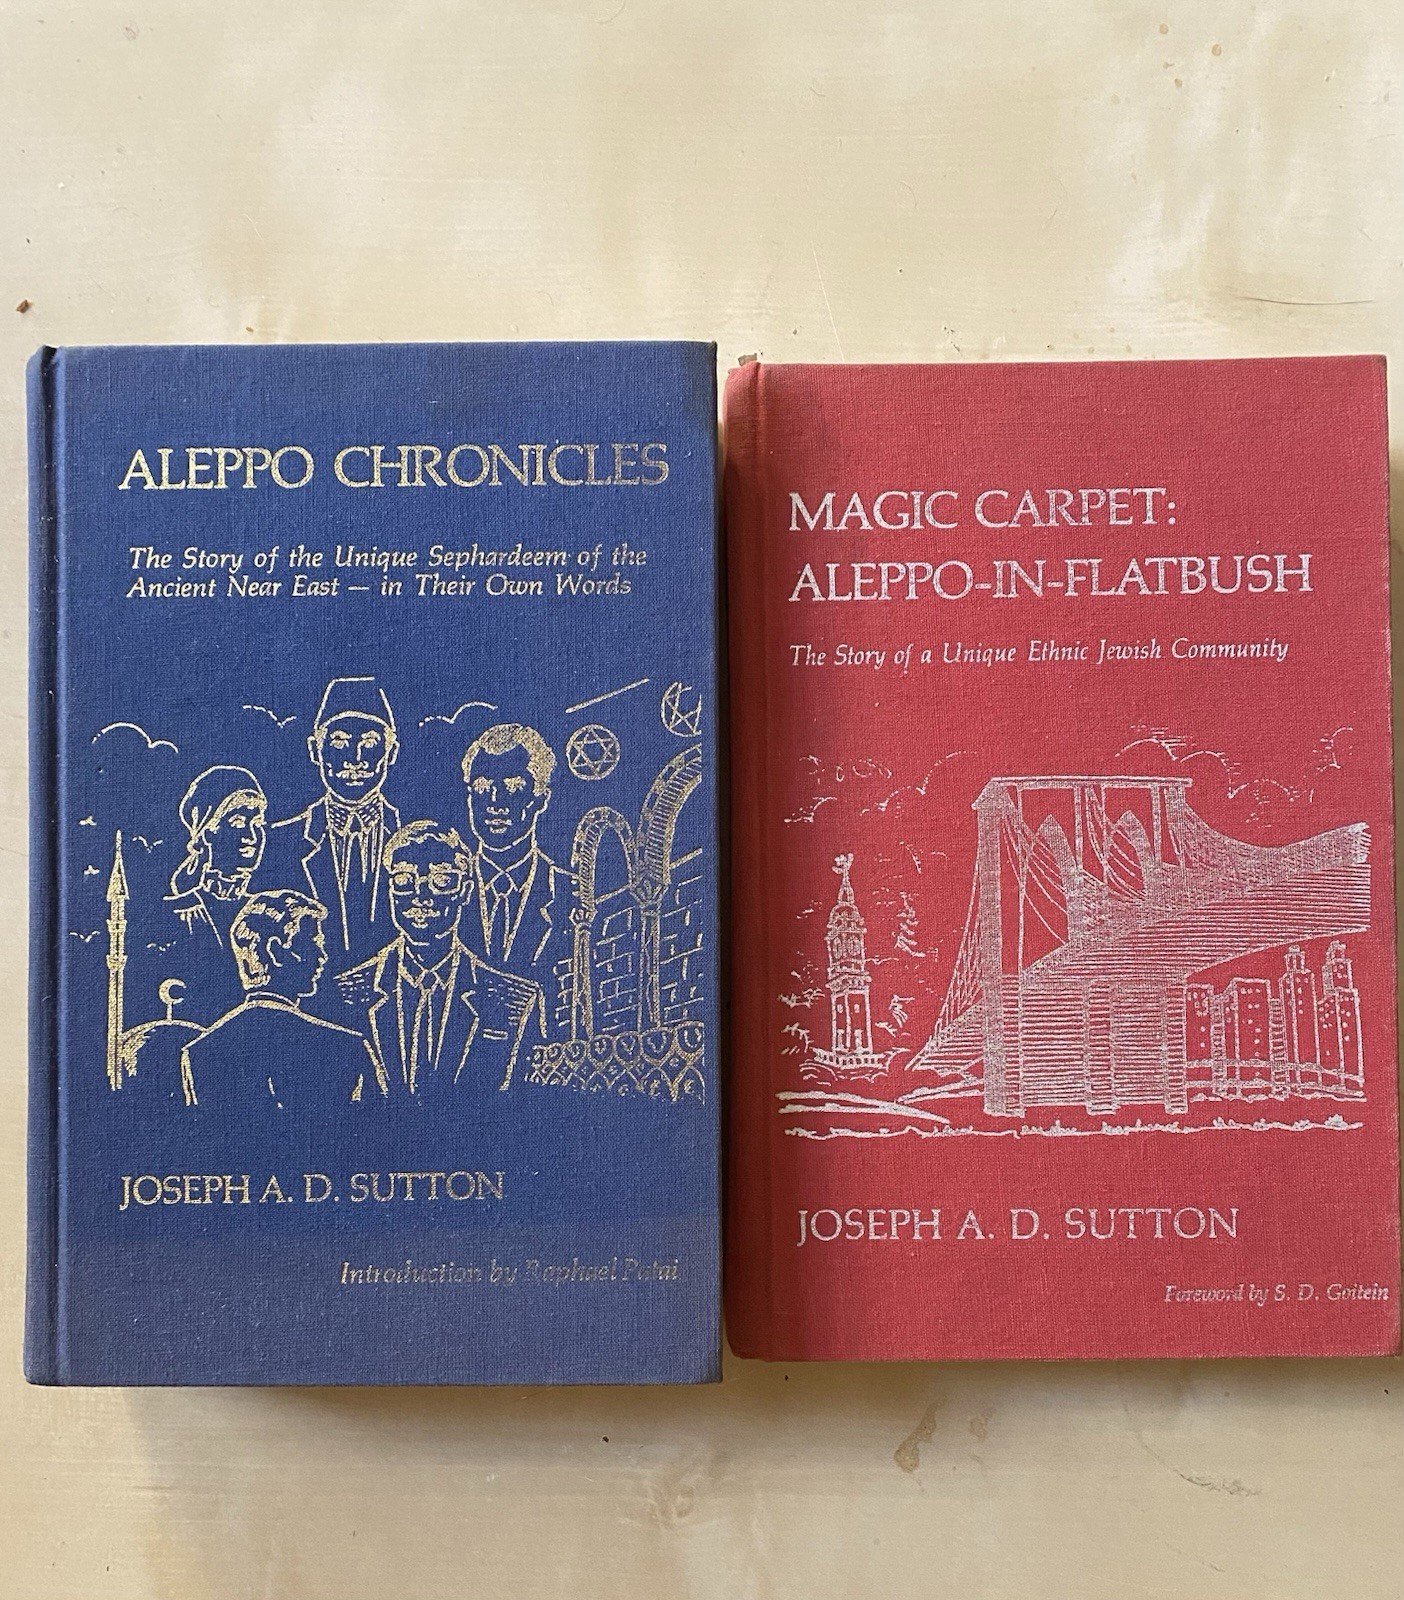 ALEPPO CHRONICLES
The Story of the Unique Sephardeem of the
Ancient Near East — in Their Own Words
JOSEPH A. D. SUTTON
Introduction by Raphael Patai
MAGIC CARPET:
ALEPPO-IN-FLATBUSH
The Story of a Unique Ethnic Jewish Community
JOSEPH A. D. SUTTON
Foreword by S. D. Goitein